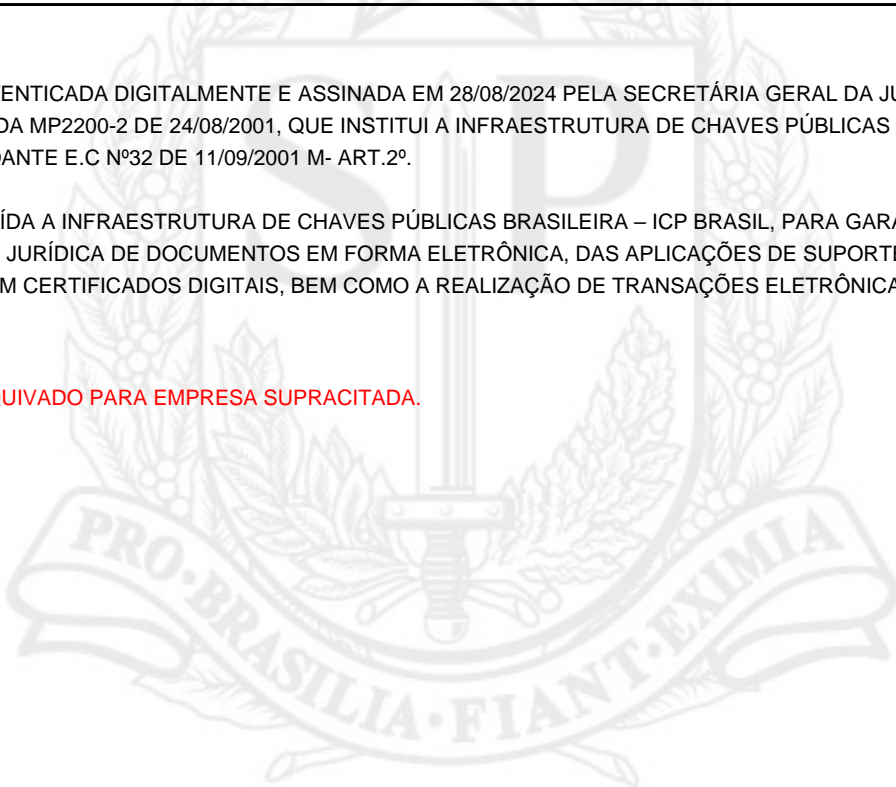 ENTICADA DIGITALMENTE E ASSINADA EM 28/08/2024 PELA SECRETÁRIA GERAL DA JU
DA MP2200-2 DE 24/08/2001, QUE INSTITUI A INFRAESTRUTURA DE CHAVES PÚBLICAS
DANTE E.C Nº32 DE 11/09/2001 M- ART.2º.
ÍDA A INFRAESTRUTURA DE CHAVES PÚBLICAS BRASILEIRA – ICP BRASIL, PARA GARA
JURÍDICA DE DOCUMENTOS EM FORMA ELETRÔNICA, DAS APLICAÇÕES DE SUPORTE
M CERTIFICADOS DIGITAIS, BEM COMO A REALIZAÇÃO DE TRANSAÇÕES ELETRÔNICA
UIVADO PARA EMPRESA SUPRACITADA.
SP
PRO·BRASILIA·FIANT·EXIMIA